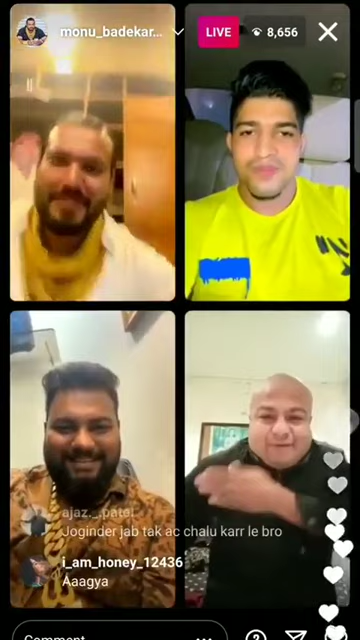 monu_badekar...
LIVE
8,656
ajaz._.patel
Joginder jab tak ac chalu karr le bro
i_am_honey_12436
Aaagya
Comment